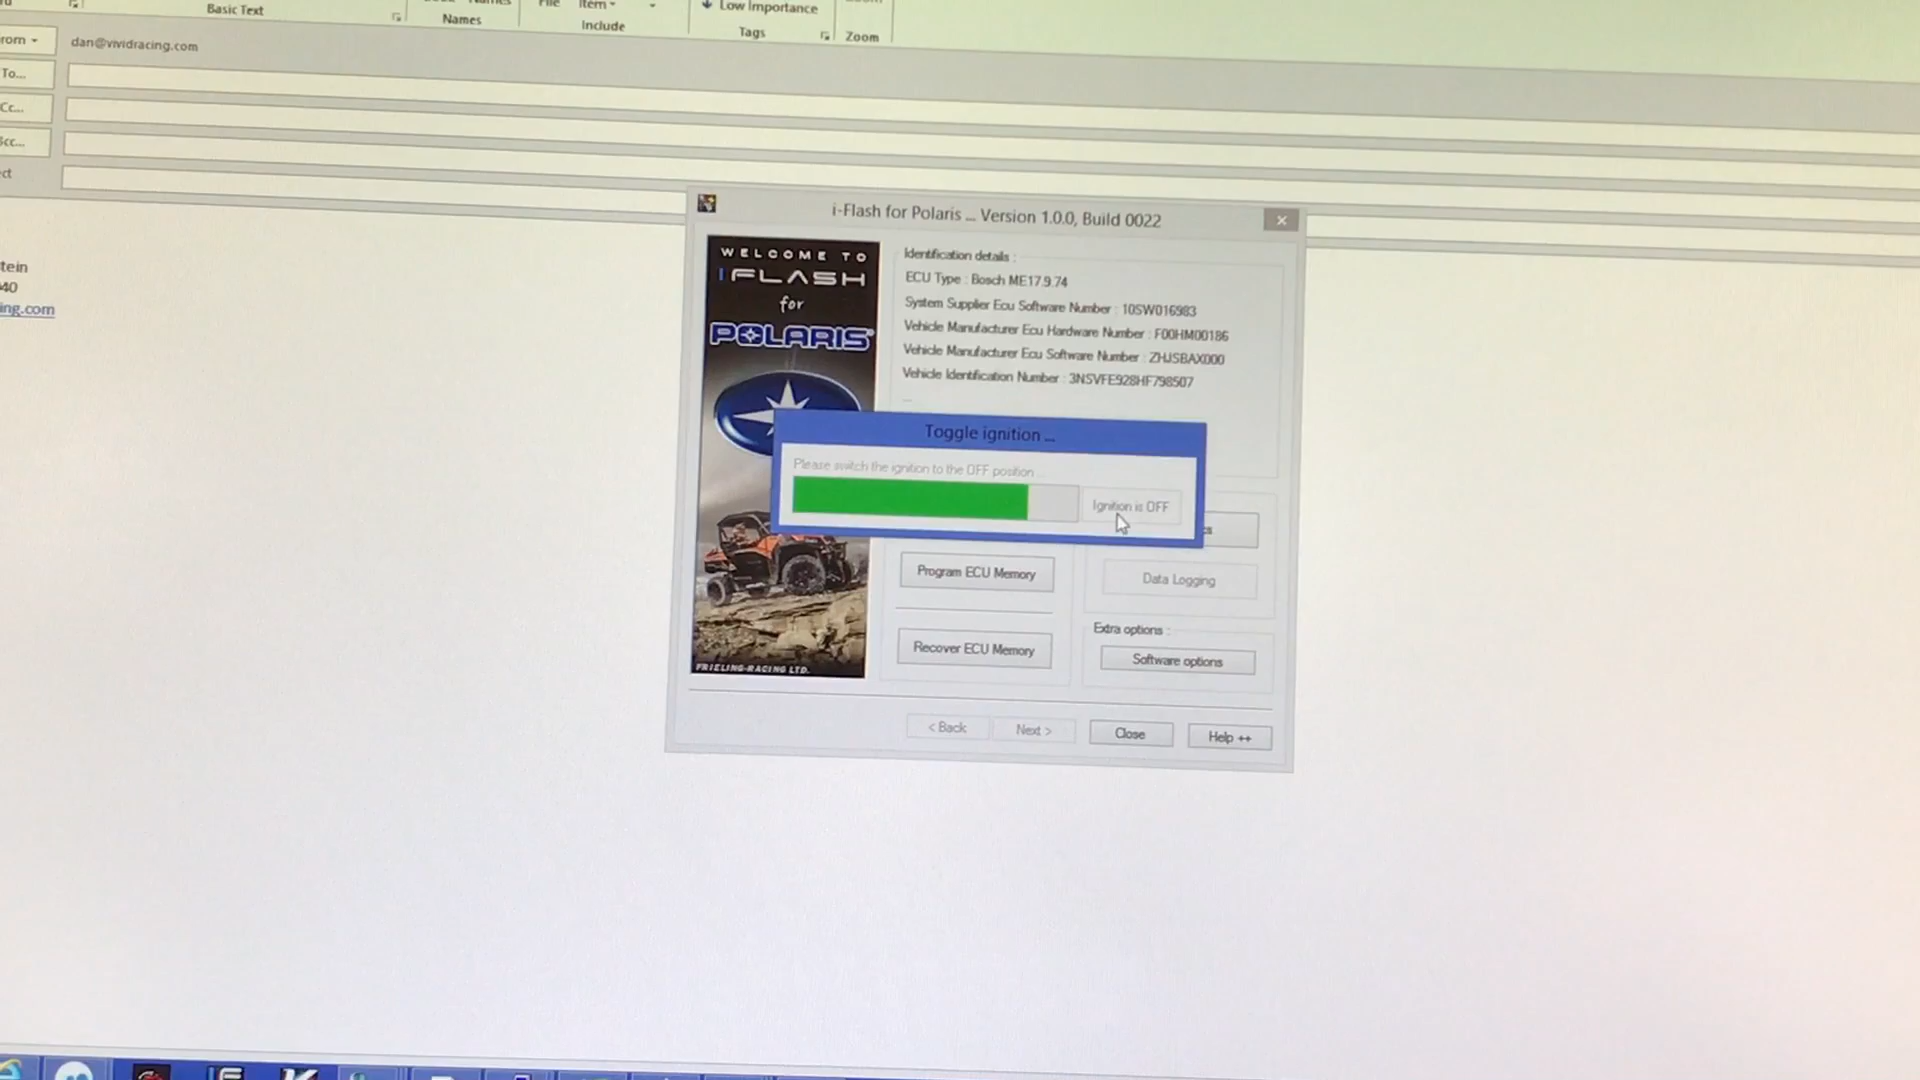 Basic Text
Names
Item
Include
Low Importance
Tags
Zoom
dan@vividracing.com
To...
Cc...
i-Flash for Polaris ... Version 1.0.0, Build 0022
WELCOME TO
iFLASH
for
POLARIS
FRIELING-RACING LTD.
Identification details :
ECU Type : Bosch ME17.9.74
System Supplier Ecu Software Number : 10SW016983
Vehicle Manufacturer Ecu Hardware Number : F00HM00186
Vehicle Manufacturer Ecu Software Number : ZHJSBAX000
Vehicle Identification Number : 3NSVFE928HF798507
...
Toggle ignition ...
Please switch the ignition to the OFF position ...
Ignition is OFF
Program ECU Memory
Data Logging
Extra options :
Recover ECU Memory
Software options
< Back
Next >
Close
Help ++
tein
40
ing.com